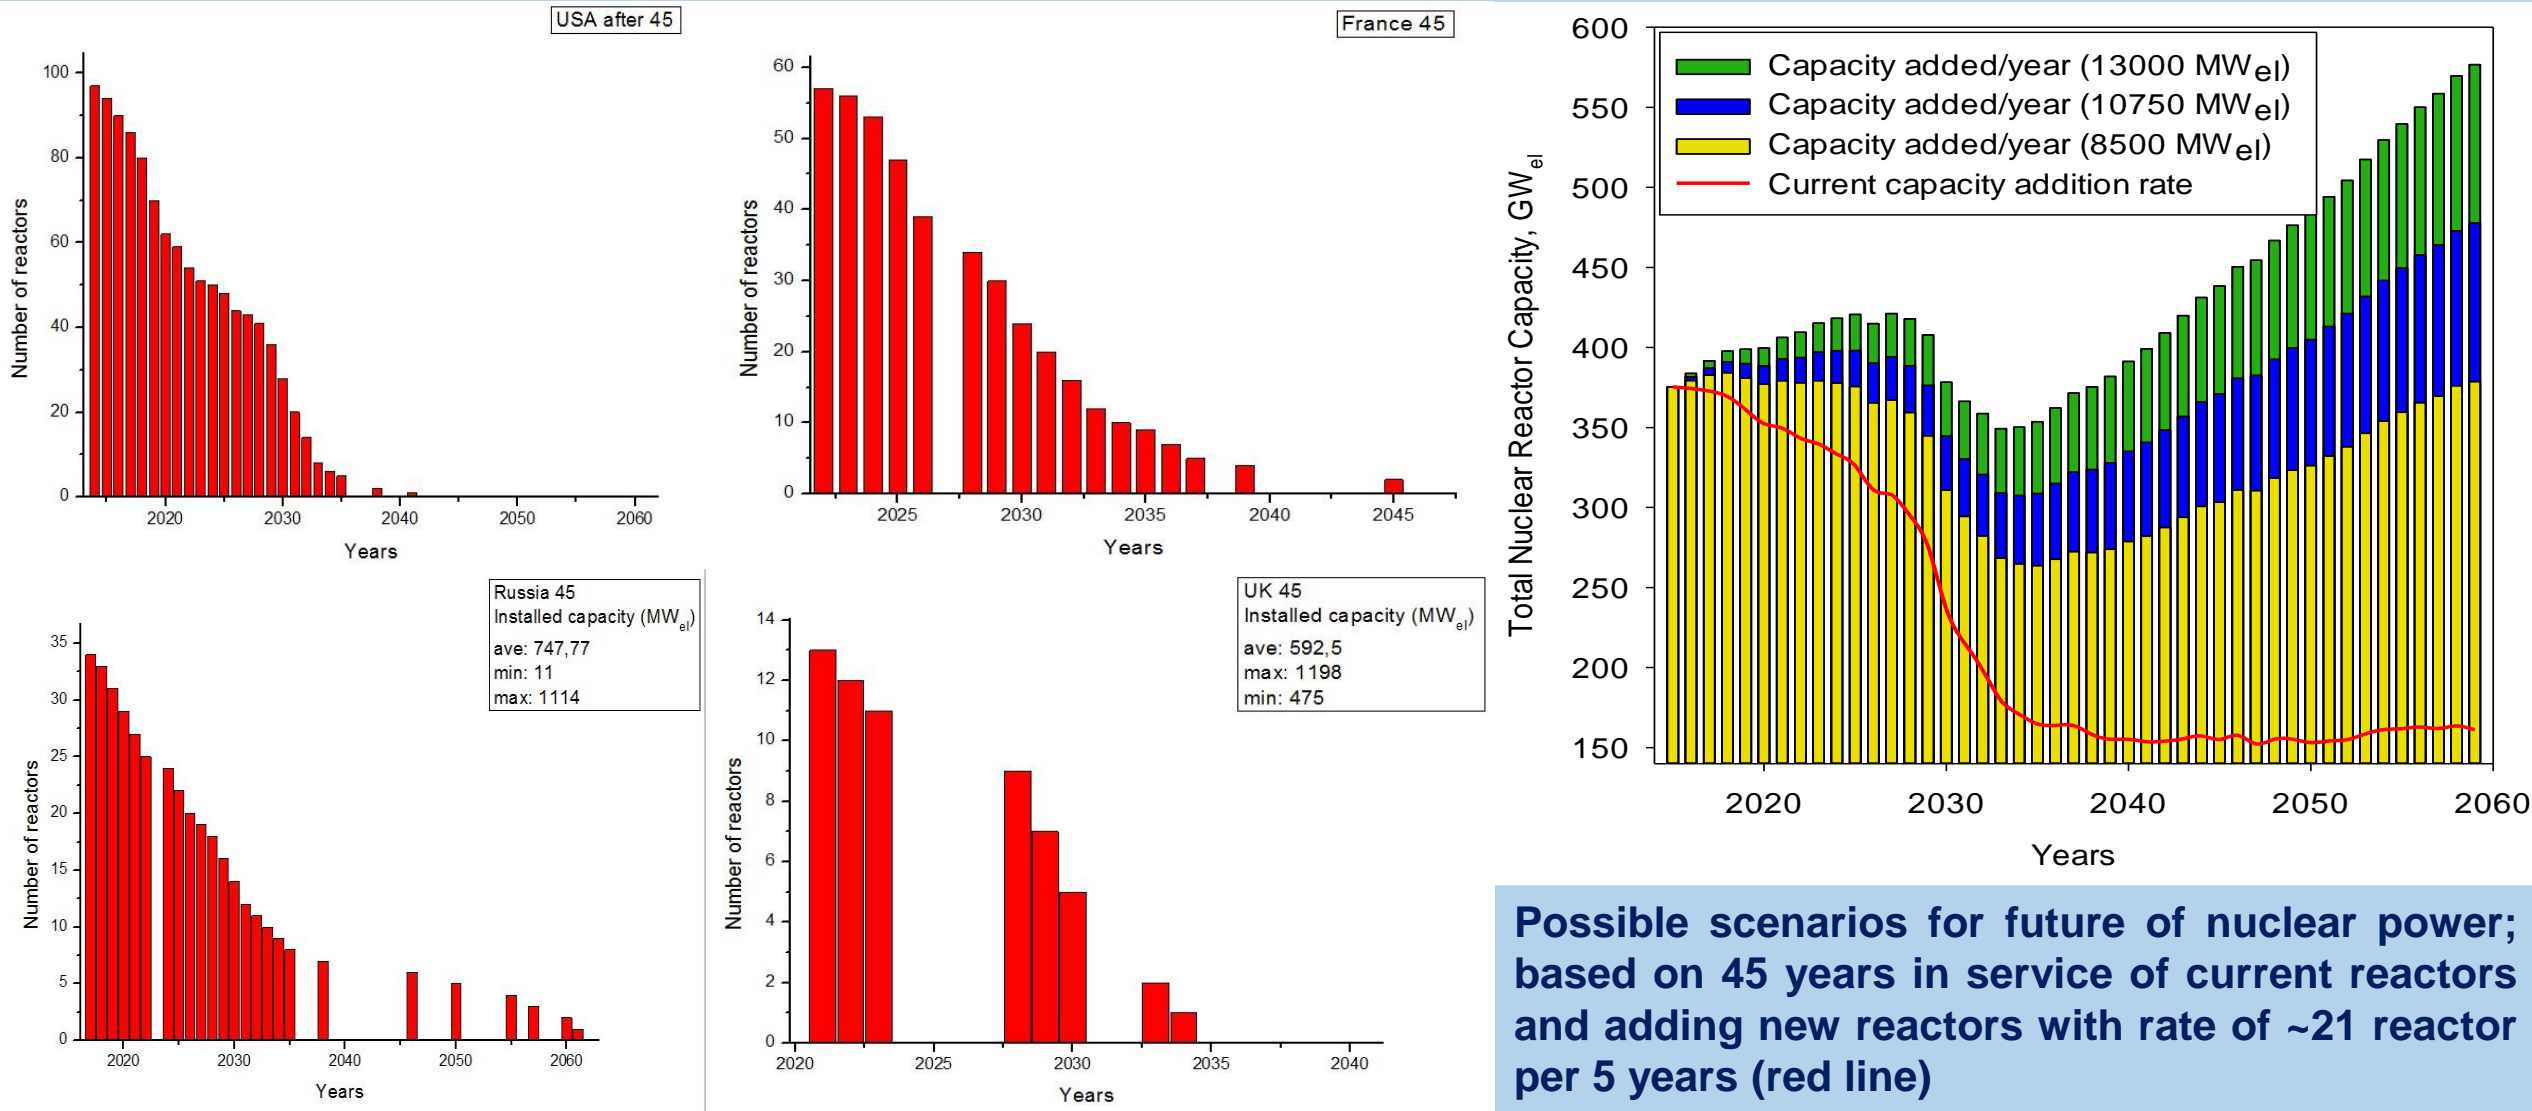 USA after 45
100
80
60
40
20
0
2020
2030
2040
2050
2060
Number of reactors
Years
France 45
60
50
40
30
20
10
0
2025
2030
2035
2040
2045
Number of reactors
Years
Russia 45
Installed capacity (MWel)
ave: 747,77
min: 11
max: 1114
35
30
25
20
15
10
5
0
2020
2030
2040
2050
2060
Number of reactors
Years
UK 45
Installed capacity (MWel)
ave: 592,5
max: 1198
min: 475
14
12
10
8
6
4
2
0
2020
2025
2030
2035
2040
Number of reactors
Years
600
550
500
450
400
350
300
250
200
150
Total Nuclear Reactor Capacity, GWel
Capacity added/year (13000 MWel)
Capacity added/year (10750 MWel)
Capacity added/year (8500 MWel)
Current capacity addition rate
2020
2030
2040
2050
2060
Years
Possible scenarios for future of nuclear power;
based on 45 years in service of current reactors
and adding new reactors with rate of ~21 reactor
per 5 years (red line)